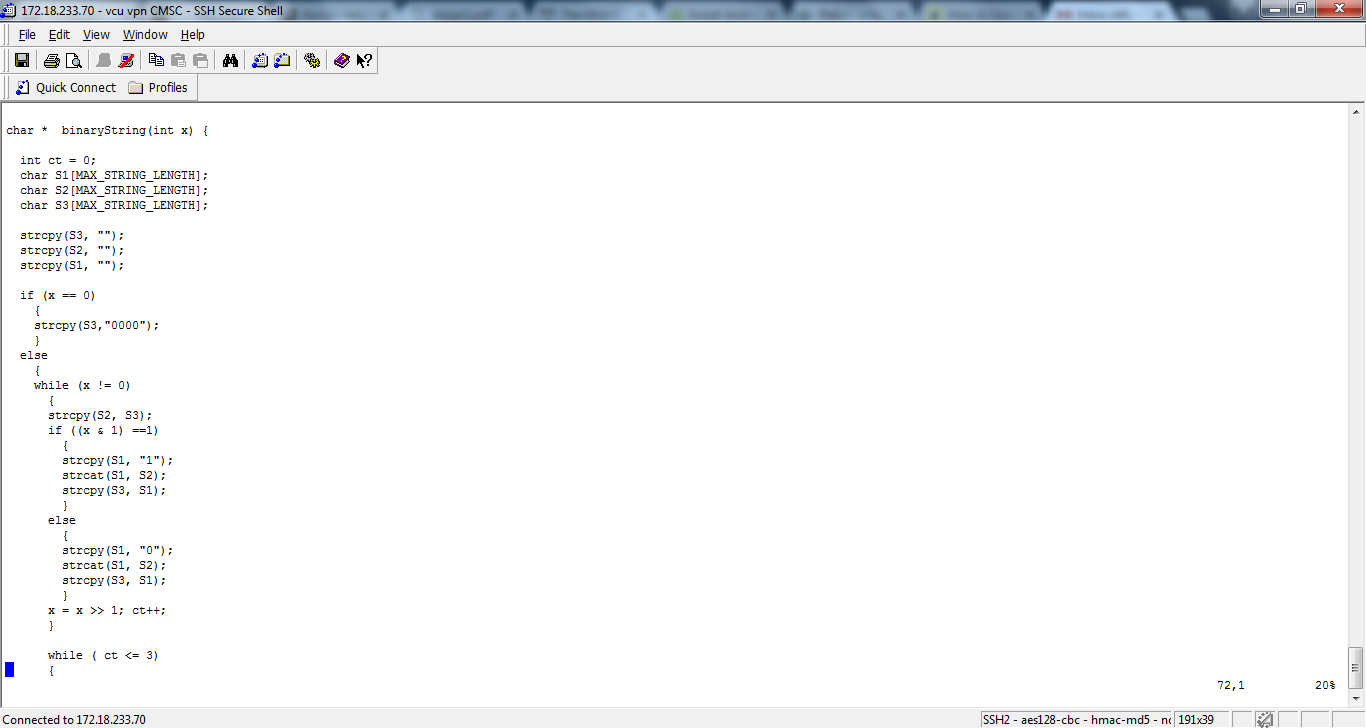 172.18.233.70 - vcu vpn CMSC - SSH Secure Shell
File Edit View Window Help
Quick Connect Profiles
char *  binaryString(int x) {
  int ct = 0;
  char S1[MAX_STRING_LENGTH];
  char S2[MAX_STRING_LENGTH];
  char S3[MAX_STRING_LENGTH];
  strcpy(S3, "");
  strcpy(S2, "");
  strcpy(S1, "");
  if (x == 0)
    {
    strcpy(S3,"0000");
    }
  else
    {
    while (x != 0)
      {
      strcpy(S2, S3);
      if ((x & 1) ==1)
        {
        strcpy(S1, "1");
        strcat(S1, S2);
        strcpy(S3, S1);
        }
      else
        {
        strcpy(S1, "0");
        strcat(S1, S2);
        strcpy(S3, S1);
        }
      x = x >> 1; ct++;
      }
      while ( ct <= 3)
      {
72,1 20%
Connected to 172.18.233.70 SSH2 - aes128-cbc - hmac-md5 - nc 191x39